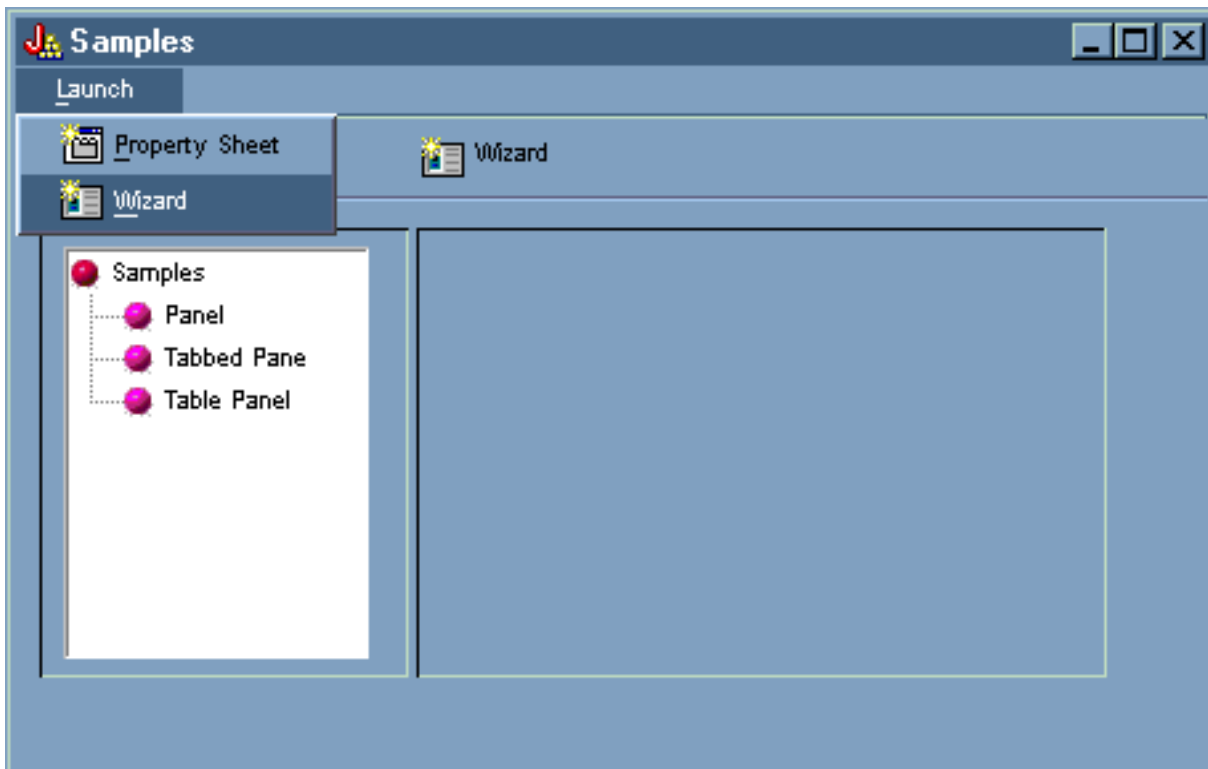 Samples
Launch
Property Sheet
Wizard
Wizard
Samples
Panel
Tabbed Pane
Table Panel